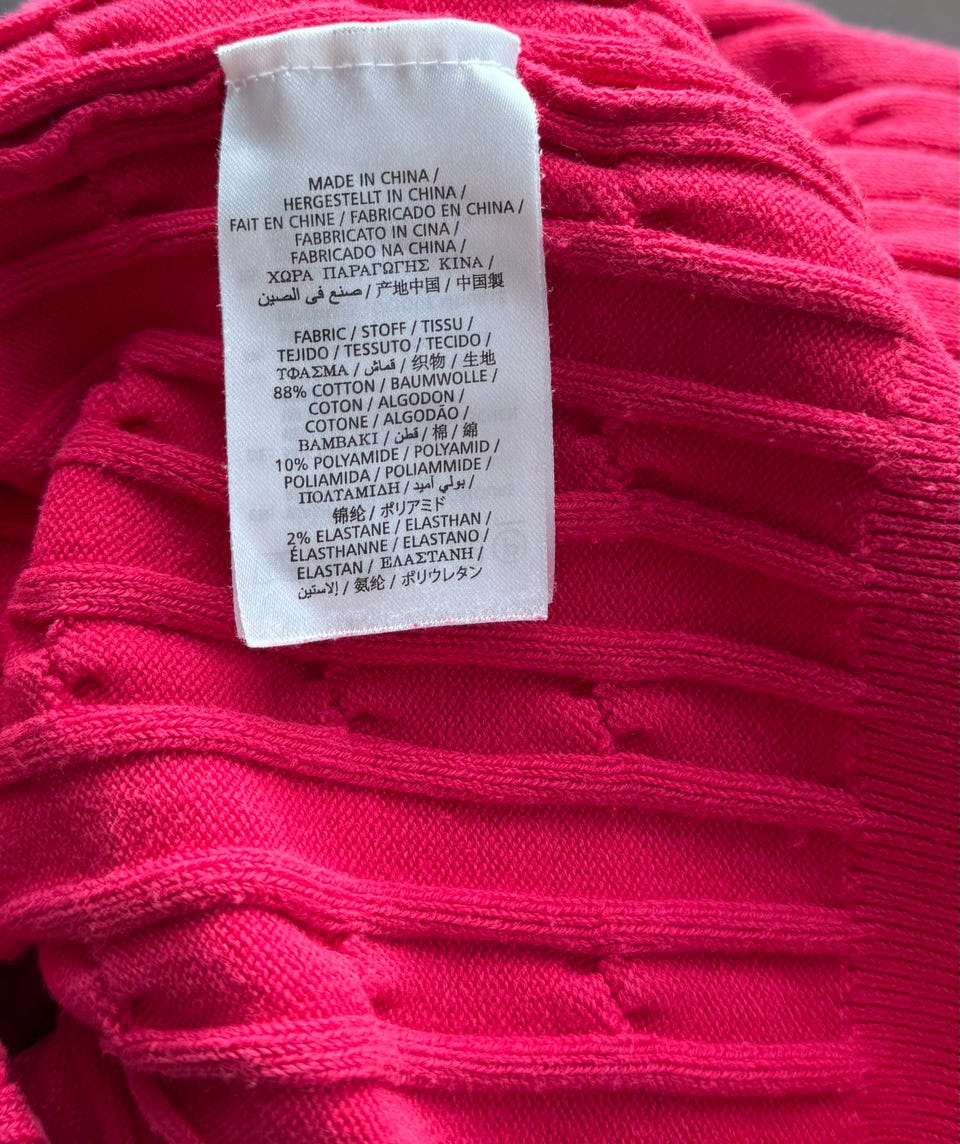 MADE IN CHINA /
HERGESTELLT IN CHINA /
FAIT EN CHINE / FABRICADO EN CHINA /
FABBRICATO IN CINA /
FABRICADO NA CHINA /
ΧΩΡΑ ΠΑΡΑΓΩΓΗΣ ΚΙΝΑ /
صنع في الصين / 产地中国 / 中国製
FABRIC / STOFF / TISSU /
TEJIDO / TESSUTO / TECIDO /
ΤΦΑΣΜΑ / قماش / 织物 / 生地
88% COTTON / BAUMWOLLE /
COTON / ALGODON /
COTONE / ALGODÃO /
ΒΑΜΒΑΚΙ / قطن / 棉 / 綿
10% POLYAMIDE / POLYAMID /
POLIAMIDA / POLIAMMIDE /
ΠΟΛΤΑΜΙΔΗ / بولي أميد /
锦纶 / ポリアミド
2% ELASTANE / ELASTHAN /
ÉLASTHANNE / ELASTANO /
ELASTAN / ΕΛΑΣΤΑΝΗ /
إلاستين / 氨纶 / ポリウレタン